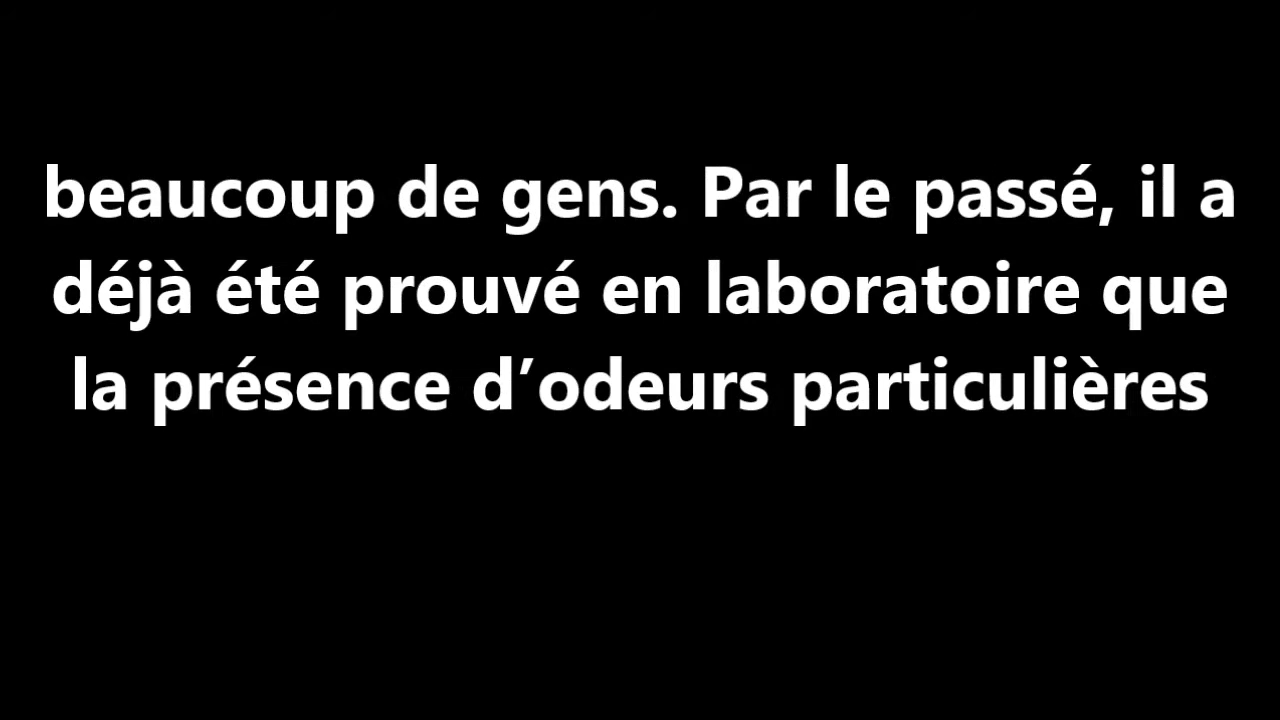 beaucoup de gens. Par le passé, il a
déjà été prouvé en laboratoire que
la présence d’odeurs particulières